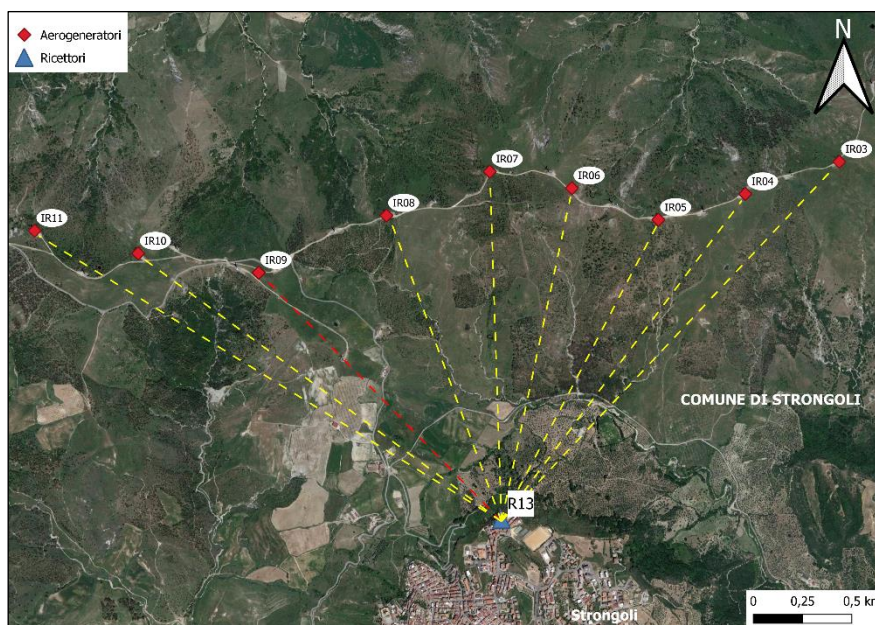 Aerogeneratori
Ricettori
N
IR03
IR07
IR04
IR06
IR08
IR05
IR11
IR10
IR09
COMUNE DI STRONGOLI
R13
Strongoli
0 0,25 0,5 km